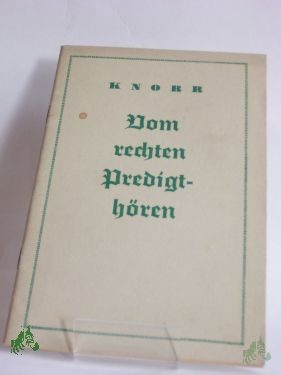 KNORR
Vom
rechten
Predigt-
hören